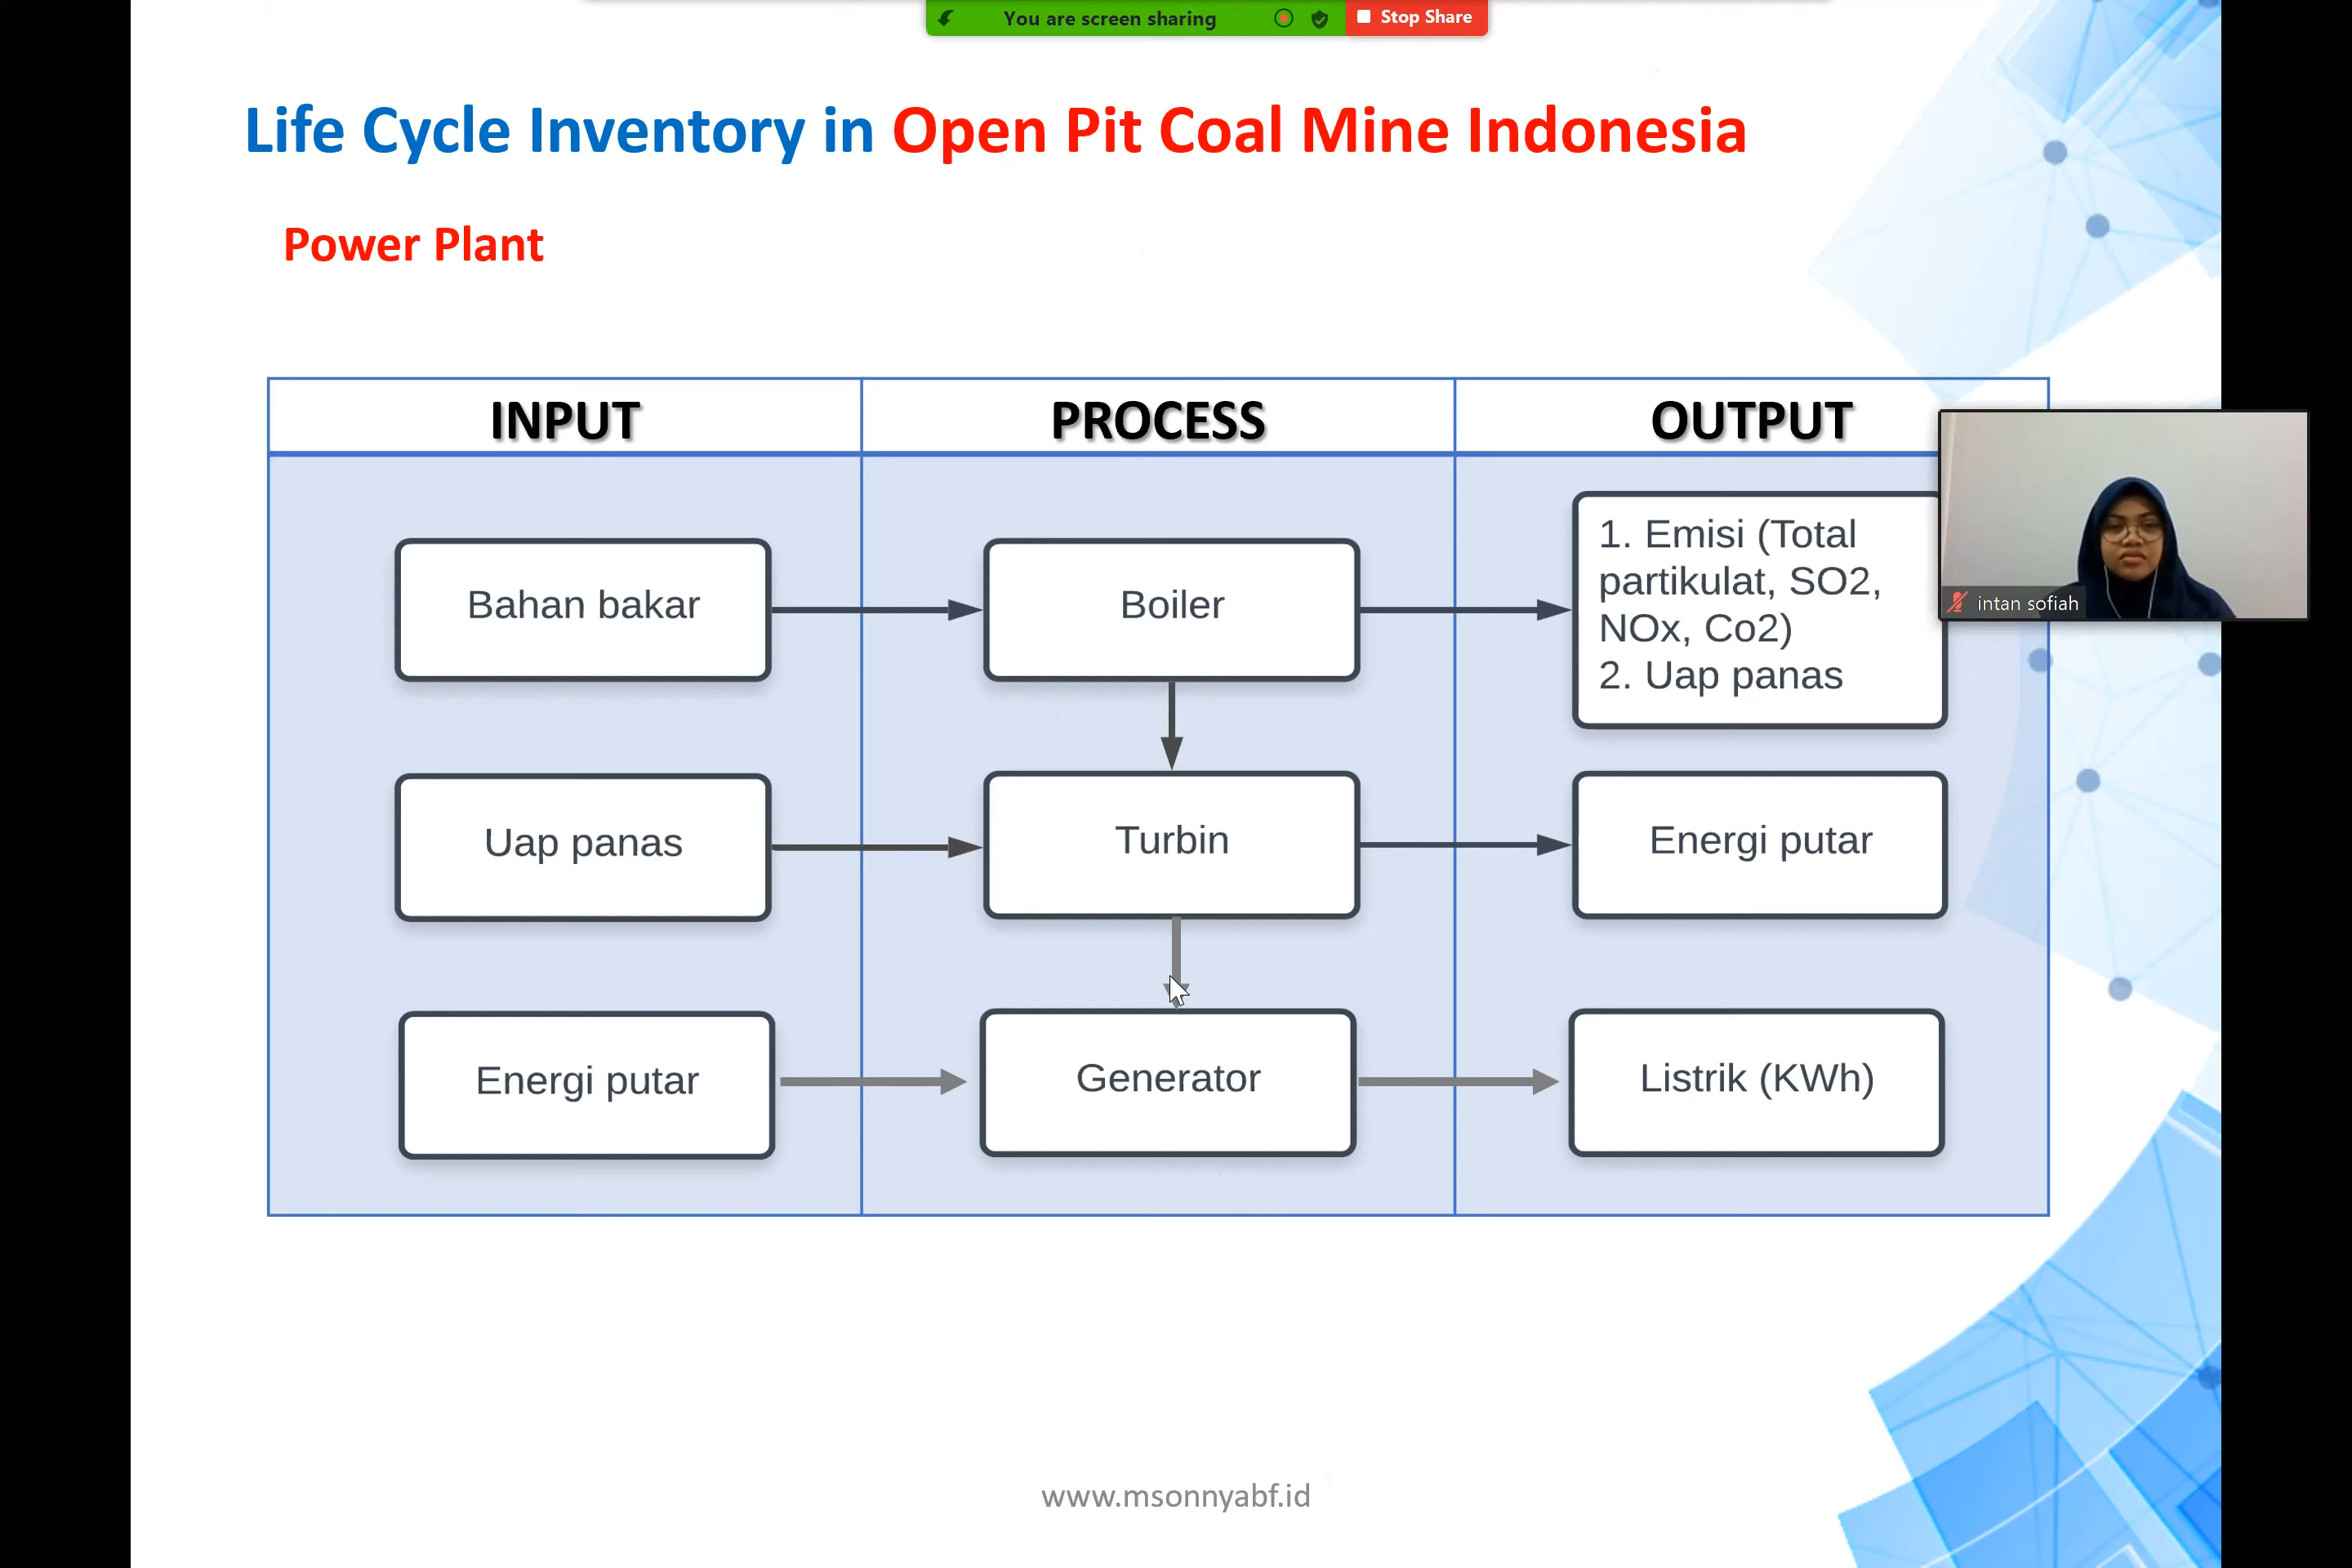 You are screen sharing
Stop Share
Life Cycle Inventory in Open Pit Coal Mine Indonesia
Power Plant
INPUT
PROCESS
OUTPUT
Bahan bakar
Boiler
1. Emisi (Total
partikulat, SO2,
NOx, Co2)
2. Uap panas
intan sofiah
Uap panas
Turbin
Energi putar
Energi putar
Generator
Listrik (KWh)
www.msonnyabf.id